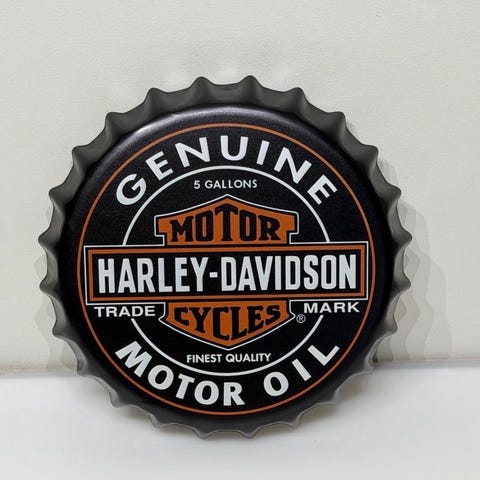 GENUINE
5 GALLONS
MOTOR
HARLEY-DAVIDSON
TRADE MARK
CYCLES ®
FINEST QUALITY
MOTOR OIL